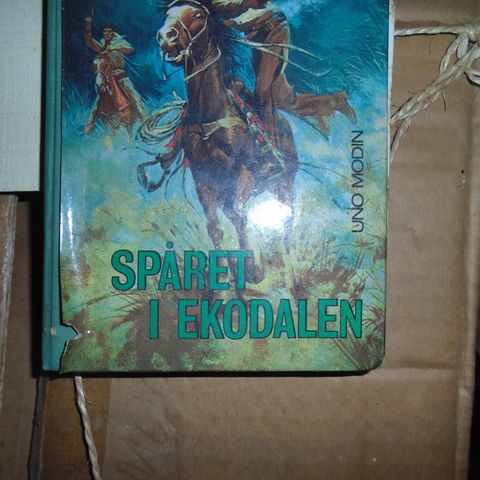 UNO MODIN
SPÅRET
I EKODALEN